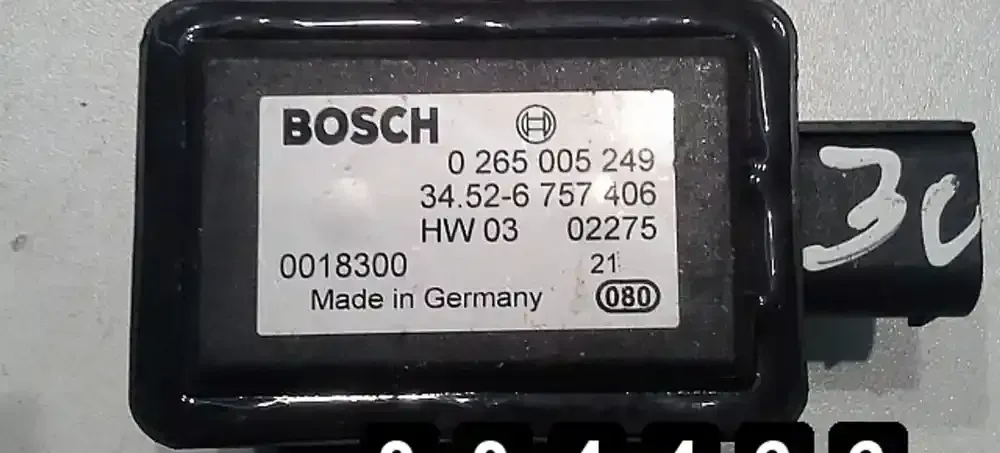 BOSCH
0 265 005 249
34.52-6 757 406
HW 03 02275
0018300 21
Made in Germany 080
30